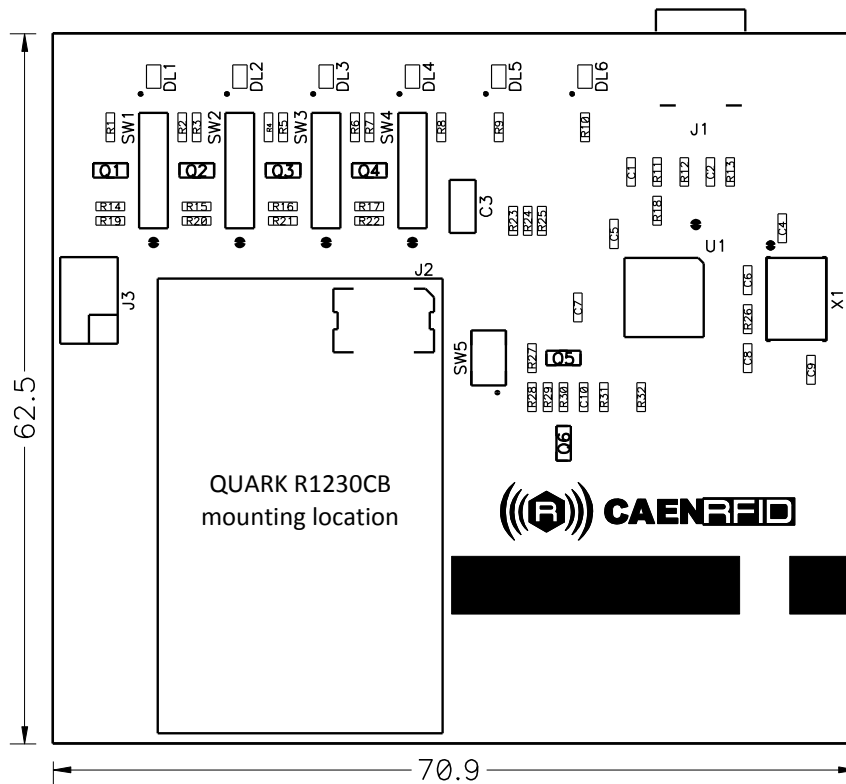 DL1 DL2 DL3 DL4 DL5 DL6
R1 SW1 R2 R3 SW2 R4 R5 SW3 R6 R7 SW4 R8 R9 R10 J1
Q1 Q2 Q3 Q4 C1 R11 R12 C2 R13
R14 R15 R16 R17 C3 R18
R19 R20 R21 R22 R23 R24 R25 C5 C4
U1
J3 J2 C6 X1
C7 R26
SW5 R27 Q5 C8 C9
R28 R29 R30 C10 R31 R32
Q6
62.5
QUARK R1230CB
mounting location
R CAENRFID
70.9